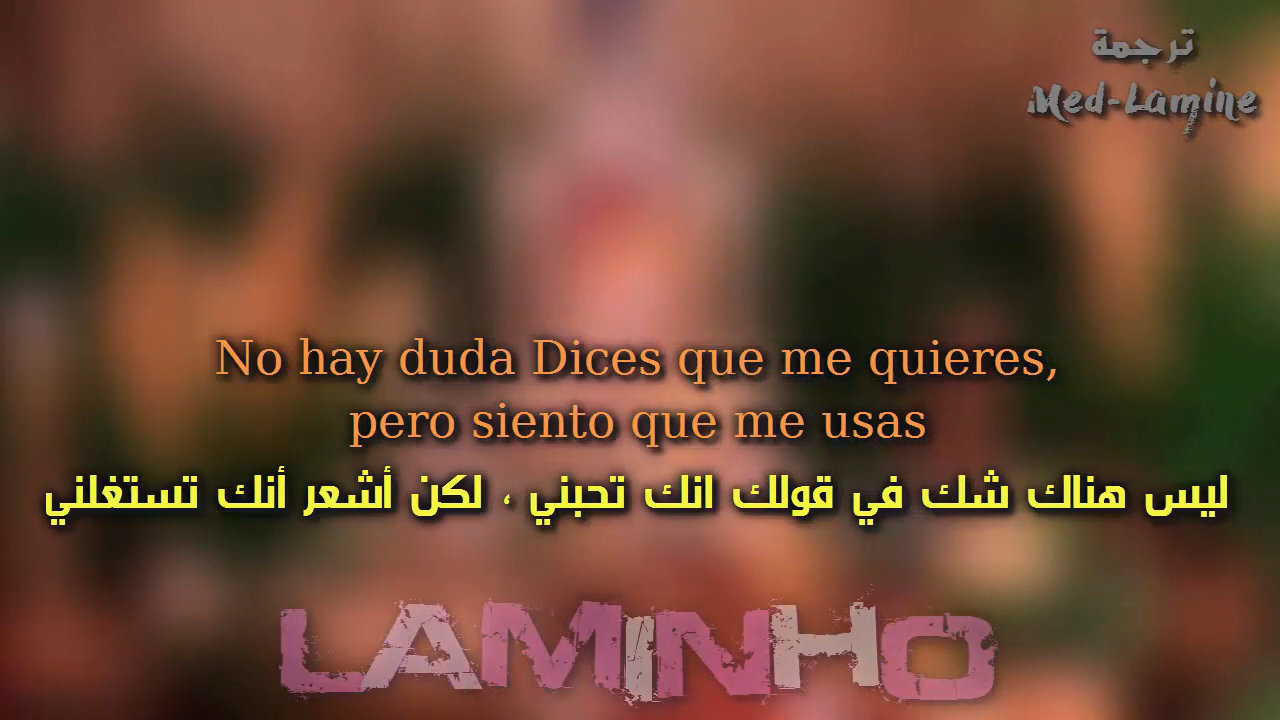 ترجمة
Med-Lamine
No hay duda Dices que me quieres,
pero siento que me usas
ليس هناك شك في قولك انك تحبني ، لكن أشعر أنك تستغلني
LAMINHO